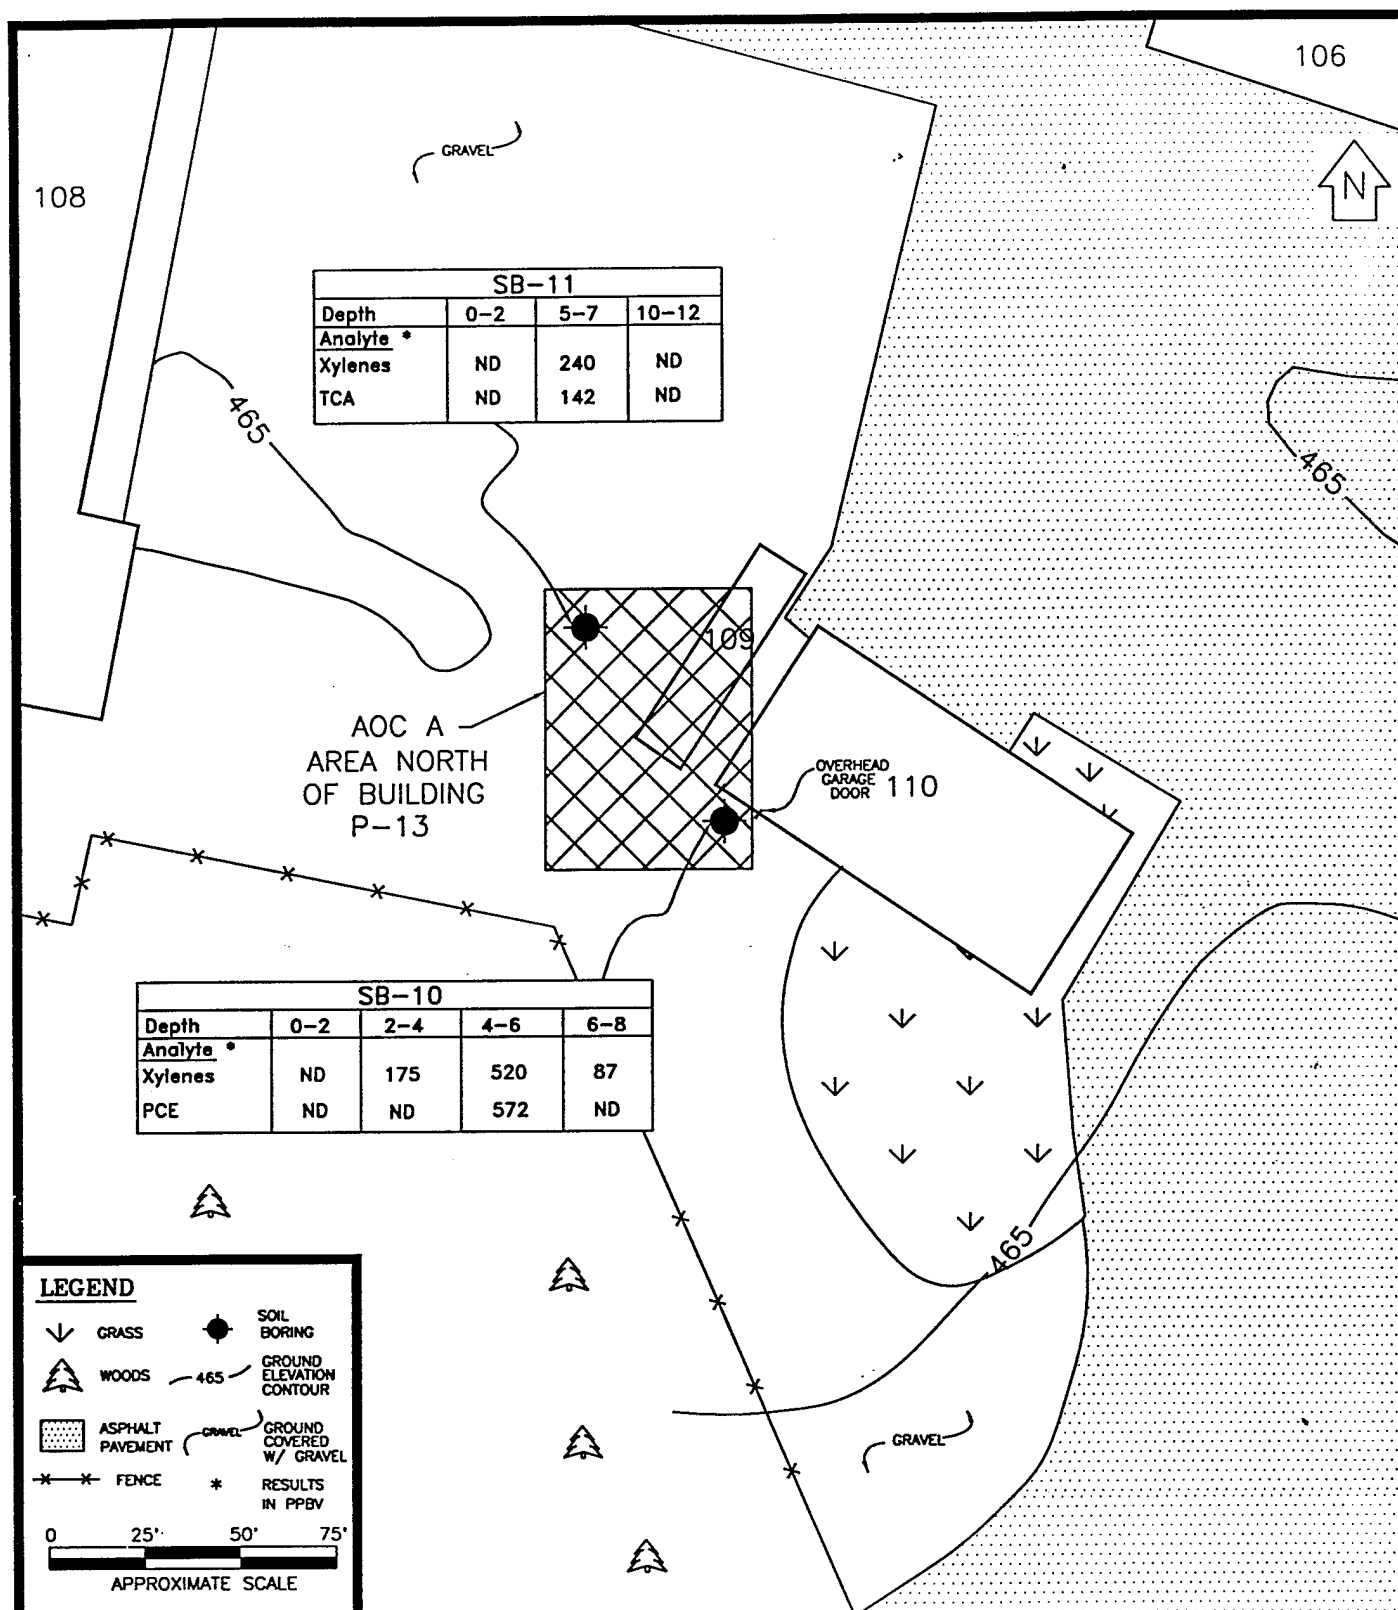 106
GRAVEL
N
108
SB-11
Depth 0-2 5-7 10-12
Analyte *
Xylenes ND 240 ND
TCA ND 142 ND
465
465
109
AOC A
AREA NORTH
OF BUILDING
P-13
OVERHEAD
GARAGE
DOOR
110
SB-10
Depth 0-2 2-4 4-6 6-8
Analyte *
Xylenes ND 175 520 87
PCE ND ND 572 ND
465
GRAVEL
LEGEND
GRASS
SOIL
BORING
WOODS
465
GROUND
ELEVATION
CONTOUR
ASPHALT
PAVEMENT
GRAVEL
GROUND
COVERED
W/ GRAVEL
FENCE
* RESULTS
IN PPBV
0 25' 50' 75'
APPROXIMATE SCALE